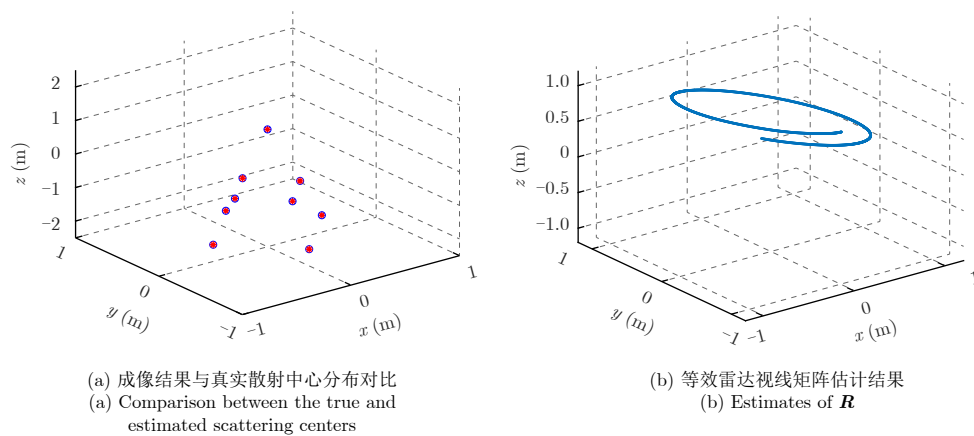 2
1
0
−1
−2
z (m)
1
0
−1
y (m)
−1
0
1
x (m)
1.0
0.5
0
−0.5
−1.0
z (m)
1
0
−1
y (m)
−1
0
1
x (m)
(a) 成像结果与真实散射中心分布对比
(a) Comparison between the true and
estimated scattering centers
(b) 等效雷达视线矩阵估计结果
(b) Estimates of R